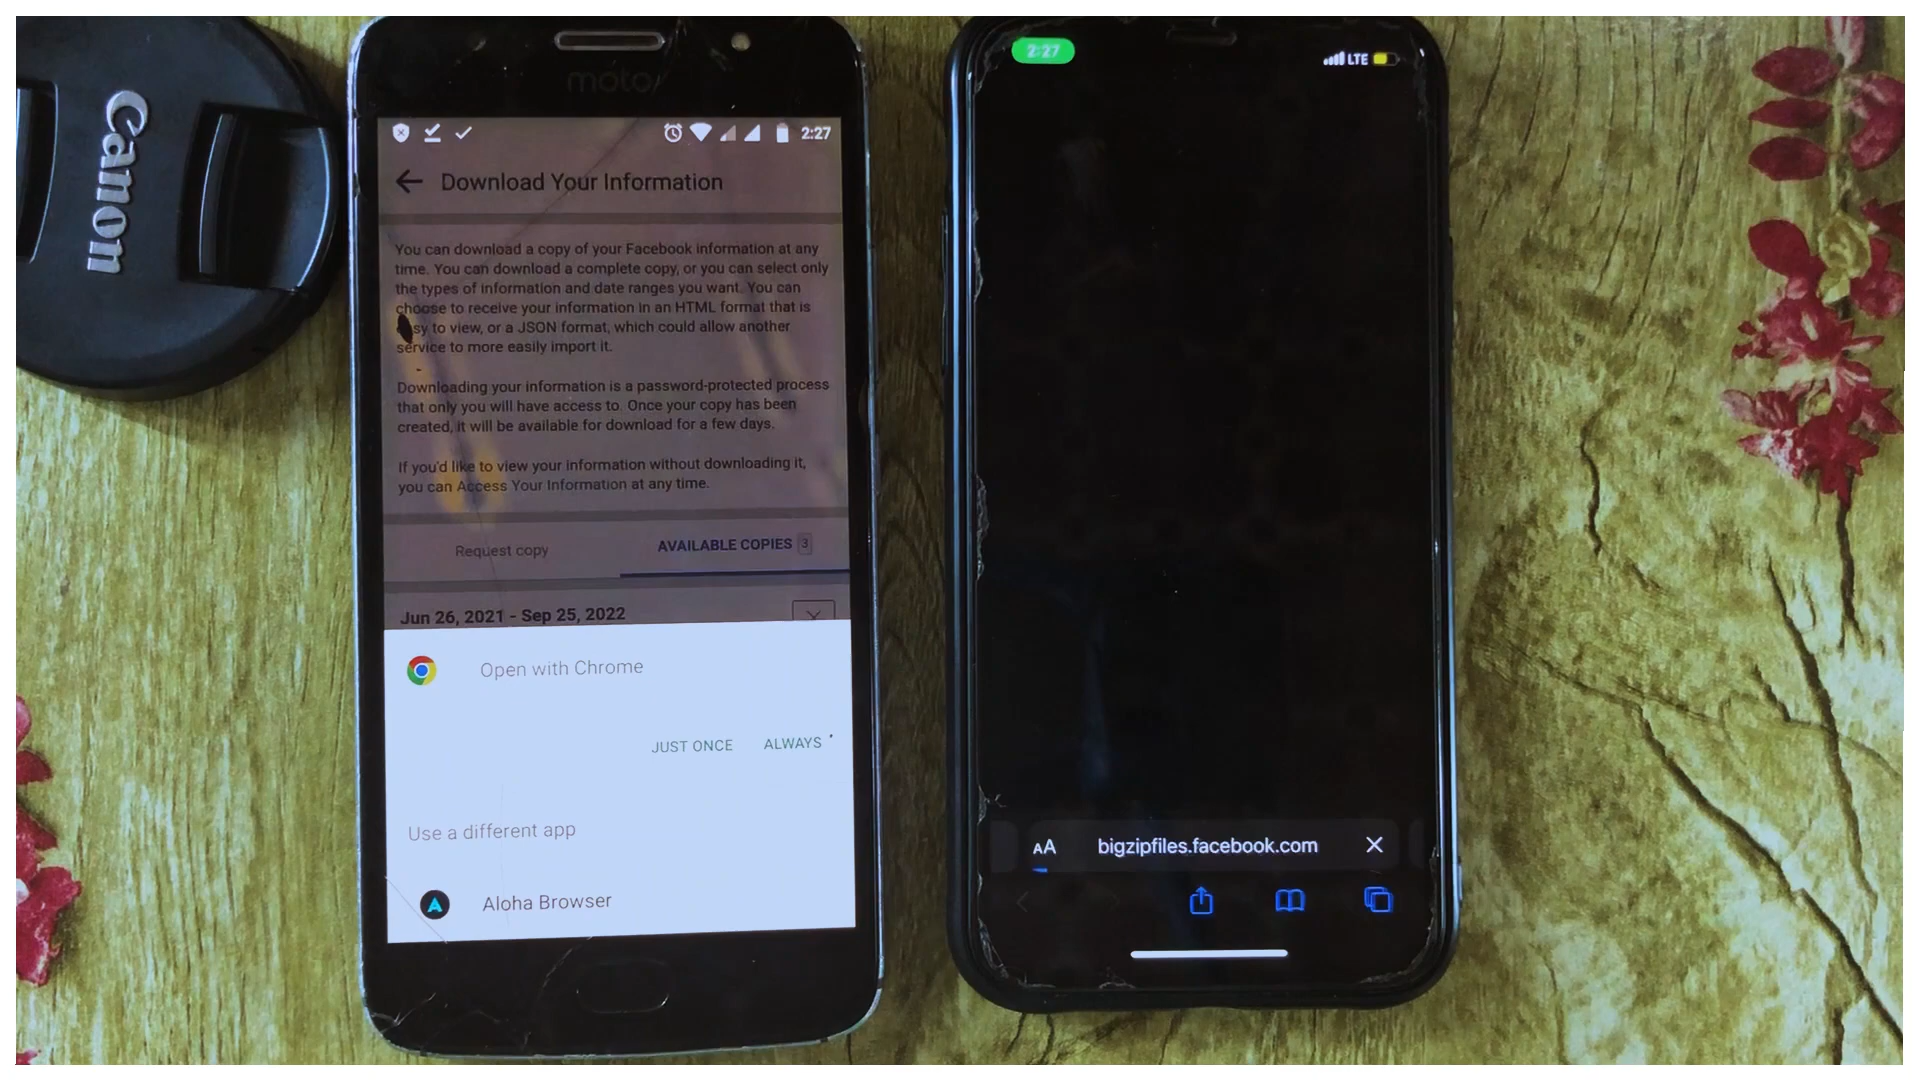 Canon
moto
2:27
Download Your Information
You can download a copy of your Facebook information at any
time. You can download a complete copy, or you can select only
the types of information and date ranges you want. You can
choose to receive your information in an HTML format that is
easy to view, or a JSON format, which could allow another
service to more easily import it.
Downloading your information is a password-protected process
that only you will have access to. Once your copy has been
created, it will be available for download for a few days.
If you'd like to view your information without downloading it,
you can Access Your Information at any time.
Request copy
AVAILABLE COPIES 3
Jun 26, 2021 - Sep 25, 2022
Open with Chrome
JUST ONCE ALWAYS
Use a different app
Aloha Browser
2:27
LTE
AA bigzipfiles.facebook.com